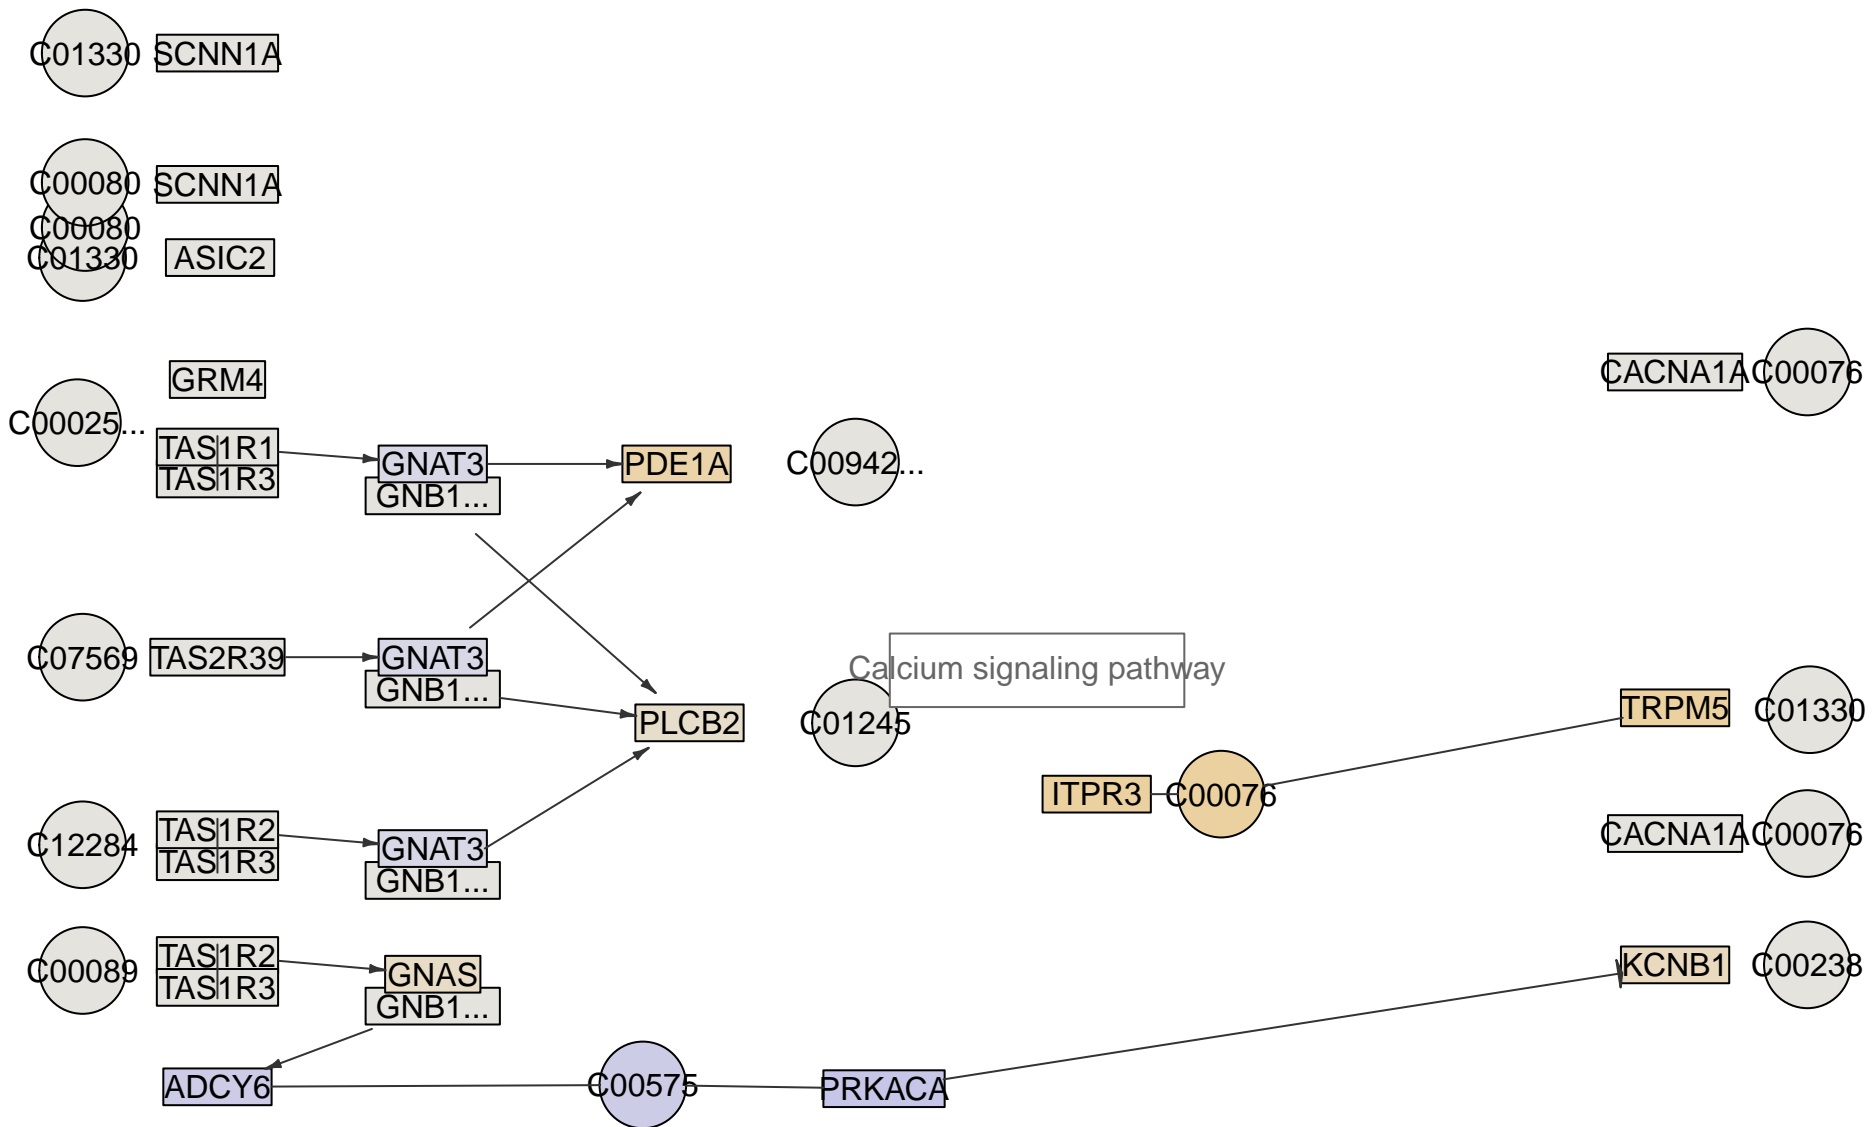 C01330 SCNN1A
C00080 SCNN1A
C00080
C01330 ASIC2
GRM4
CACNA1A C00076
C00025...
TAS1R1
GNAT3 PDE1A C00942...
TAS1R3
GNB1...
C07569 TAS2R39 GNAT3
Calcium signaling pathway
GNB1...
PLCB2 C01245
TRPM5 C01330
ITPR3 C00076
TAS1R2
CACNA1A C00076
C12284
GNAT3
TAS1R3
GNB1...
TAS1R2
C00089
GNAS
KCNB1 C00238
TAS1R3
GNB1...
ADCY6 C00575 PRKACA